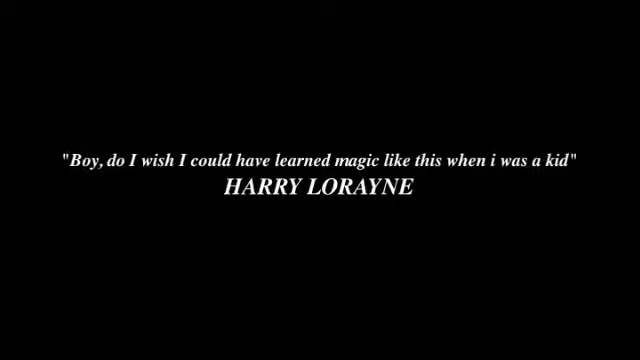 "Boy, do I wish I could have learned magic like this when i was a kid"
HARRY LORAYNE